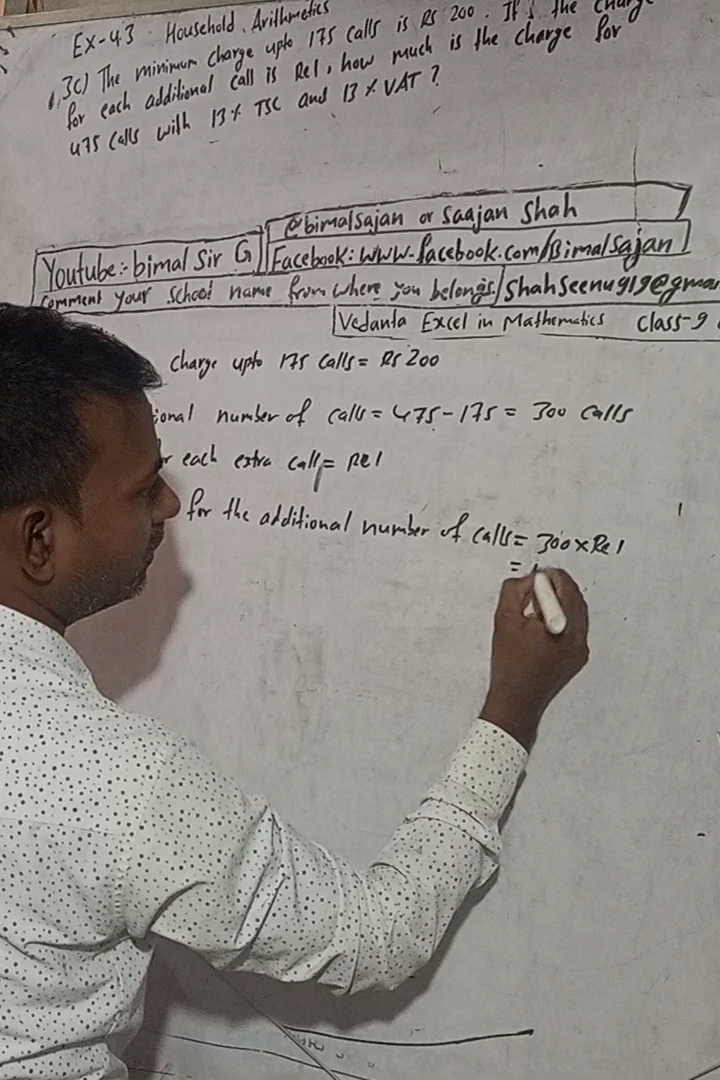 Ex-4.3 Household Arithmetics
3c) The minimum charge upto 175 calls is RS 200. If the charge
for each additional call is Re1, how much is the charge for
475 calls with 13% TSC and 13% VAT?
@bimalsajan or Saajan Shah
Youtube:- bimal Sir G
Facebook: www.facebook.com/Bimalsajan
Comment your School name from where you belongs.
Shahseenu919@gmai
Vedanta Excel in Mathematics Class-9
Charge upto 175 calls = RS 200
ional number of calls = 475-175 = 300 calls
r each extra call = Re1
for the additional number of calls = 300×Re1
=